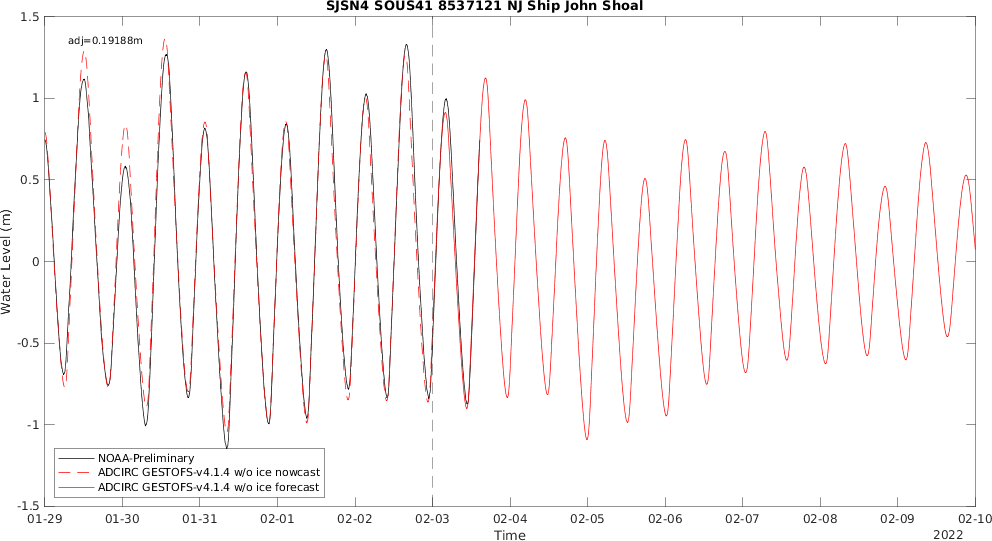 SJSN4 SOUS41 8537121 NJ Ship John Shoal
adj=0.19188m
1.5
1
0.5
0
-0.5
-1
-1.5
Water Level (m)
NOAA-Preliminary
ADCIRC GESTOFS-v4.1.4 w/o ice nowcast
ADCIRC GESTOFS-v4.1.4 w/o ice forecast
01-29 01-30 01-31 02-01 02-02 02-03 02-04 02-05 02-06 02-07 02-08 02-09 02-10
Time
2022